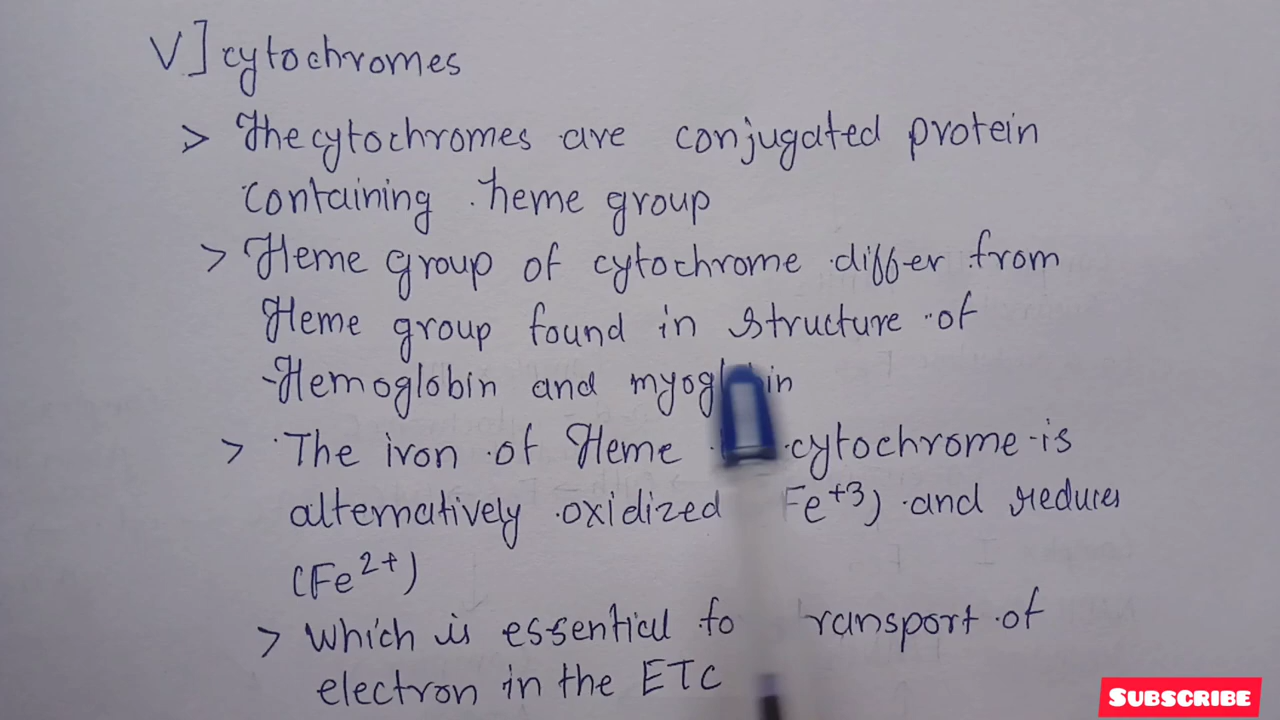 V] cytochromes
> The cytochromes are conjugated protein
containing heme group
> Heme group of cytochrome differ from
Heme group found in structure of
Hemoglobin and myoglobin
> The iron of Heme cytochrome is
alternatively oxidized Fe+3) and reduces
(Fe2+)
> which is essential to transport of
electron in the ETC
SUBSCRIBE